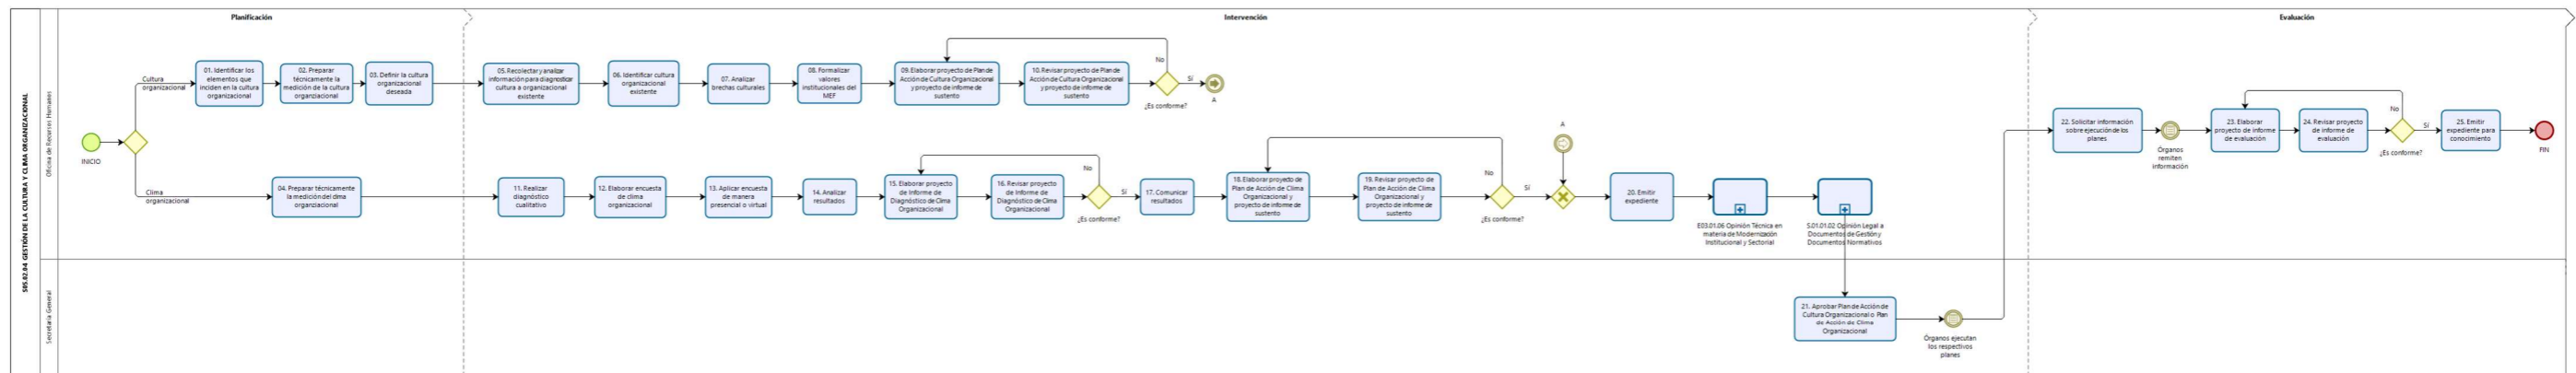 Planificación
Intervención
Evaluación
S05.02.04 GESTIÓN DE LA CULTURA Y CLIMA ORGANIZACIONAL
Oficina de Recursos Humanos
INICIO
Cultura
organizacional
01. Identificar los
elementos que
inciden en la cultura
organizacional
02. Preparar
técnicamente la
medición de la cultura
organziacional
03. Definir la cultura
organizacional
deseada
05. Recolectar y analizar
información para diagnosticar
cultura a organizacional
existente
06. Identificar cultura
organizacional
existente
07. Analizar
brechas culturales
08. Formalizar
valores
institucionales del
MEF
09. Elaborar proyecto de Plan de
Acción de Cultura Organizacional
y proyecto de informe de
sustento
10. Revisar proyecto de Plan de
Acción de Cultura Organizacional
y proyecto de informe de
sustento
No
Sí
¿Es conforme?
A
Clima
organizacional
04. Preparar técnicamente
la medición del clima
organziacional
11. Realizar
diagnóstico
cualitativo
12. Elaborar encuesta
de clima
organizacional
13. Aplicar encuesta
de manera
presencial o virtual
14. Analizar
resultados
15. Elaborar proyecto
de Informe de
Diagnóstico de Clima
Organizacional
16. Revisar proyecto
de Informe de
Diagnóstico de Clima
Organizacional
No
Sí
¿Es conforme?
17. Comunicar
resultados
18. Elaborar proyecto de
Plan de Acción de Clima
Organizacional y
proyecto de informe de
sustento
19. Revisar proyecto de
Plan de Acción de Clima
Organizacional y
proyecto de informe de
sustento
No
Sí
¿Es conforme?
A
20. Emitir
expediente
E03.01.06 Opinión Técnica en
materia de Modernización
Institucional y Sectorial
S.01.01.02 Opinión Legal a
Documentos de Gestión y
Documentos Normativos
22. Solicitar información
sobre ejecución de los
planes
Órganos
remiten
información
23. Elaborar
proyecto de informe
de evaluación
24. Revisar proyecto
de informe de
evaluación
No
Sí
¿Es conforme?
25. Emitir
expediente para
conocimiento
FIN
Secretaría General
21. Aprobar Plan de Acción de
Cultura Organizacional o Plan
de Acción de Clima
Organizacional
Órganos ejecutan
los respectivos
planes